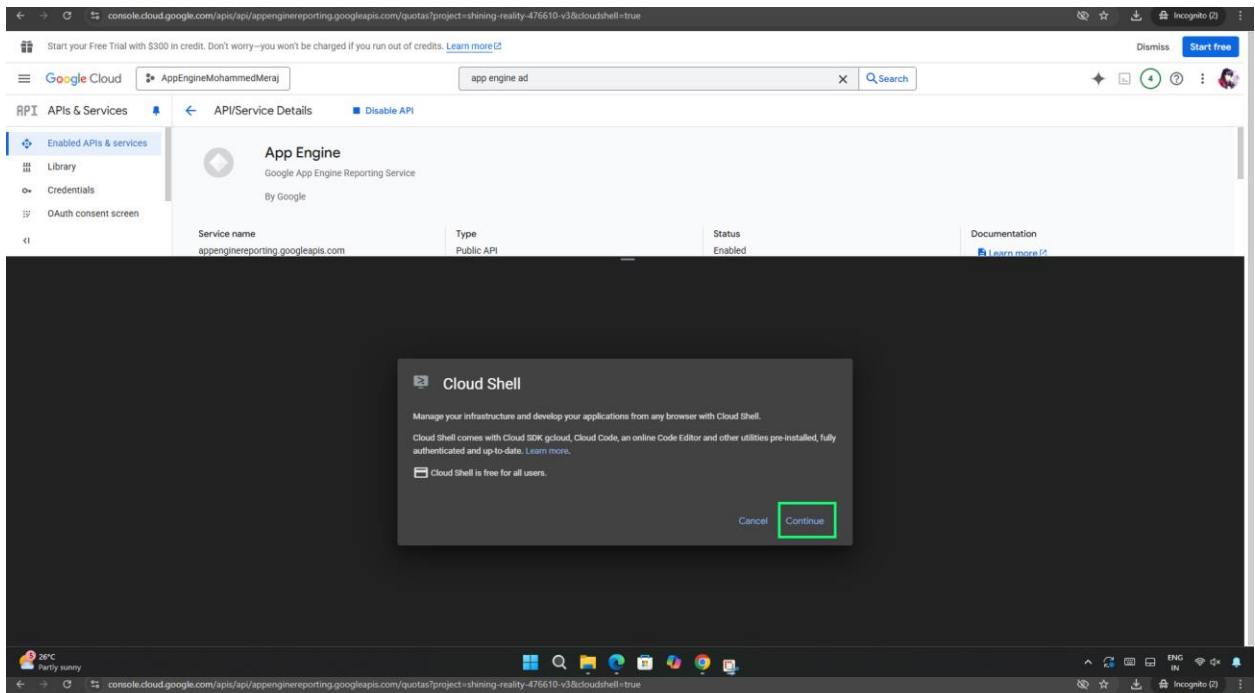 console.cloud.google.com/apis/api/appenginereporting.googleapis.com/quotas?project=shining-reality-476610-v3&cloudshell=true
Incognito (2)
Start your Free Trial with $300 in credit. Don't worry—you won't be charged if you run out of credits. Learn more
Dismiss
Start free
Google Cloud
AppEngineMohammedMeraj
app engine ad
Search
4
API APIs & Services
API/Service Details
Disable API
Enabled APIs & services
Library
Credentials
OAuth consent screen
App Engine
Google App Engine Reporting Service
By Google
Service name
appenginereporting.googleapis.com
Type
Public API
Status
Enabled
Documentation
Learn more
Cloud Shell
Manage your infrastructure and develop your applications from any browser with Cloud Shell.
Cloud Shell comes with Cloud SDK gcloud, Cloud Code, an online Code Editor and other utilities pre-installed, fully
authenticated and up-to-date. Learn more.
Cloud Shell is free for all users.
Cancel
Continue
5
26°C
Partly sunny
ENG
IN
console.cloud.google.com/apis/api/appenginereporting.googleapis.com/quotas?project=shining-reality-476610-v3&cloudshell=true
Incognito (2)